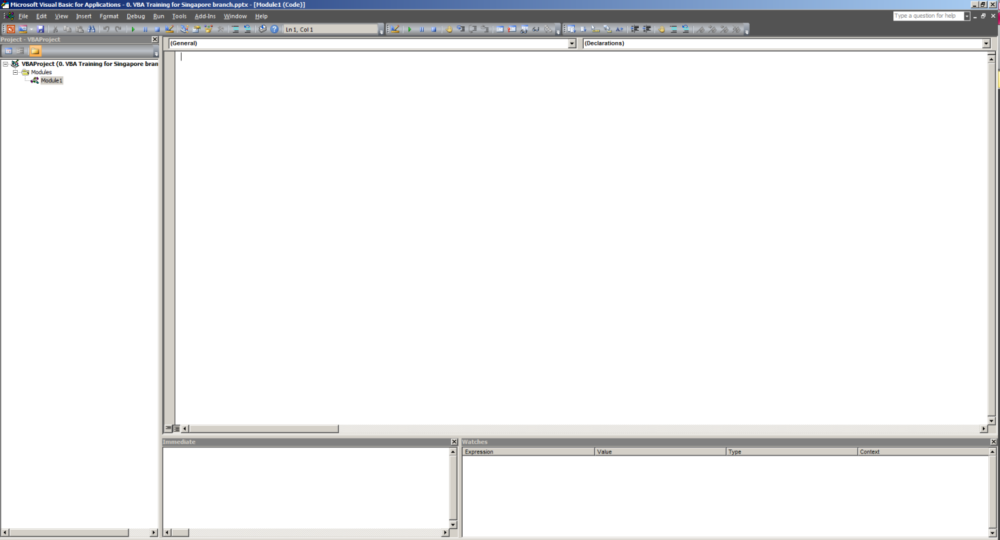 Microsoft Visual Basic for Applications - 0. VBA Training for Singapore branch.pptx - [Module1 (Code)]
File Edit View Insert Format Debug Run Tools Add-Ins Window Help
Type a question for help
Ln 1, Col 1
Project - VBAProject
(General)
(Declarations)
VBAProject (0. VBA Training for Singapore bran
Modules
Module1
Immediate
Watches
Expression Value Type Context